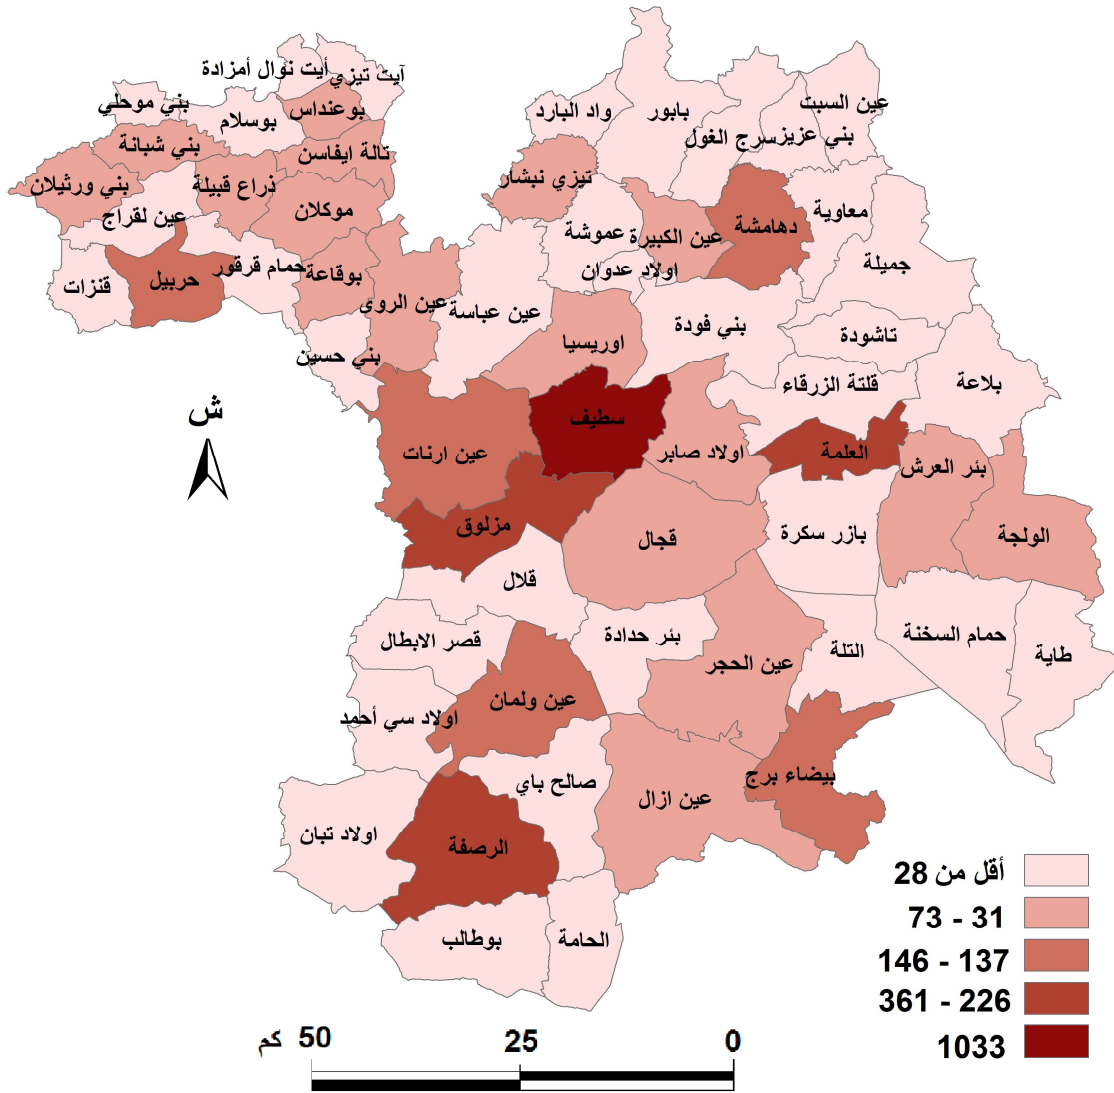 أيت نوال أمزادة
آيت تيزي
بني موحلي
بوسلام
بوعنداس
بني شبانة
تالة ايفاسن
بني ورثيلان
ذراع قبيلة
موكلان
عين لقراج
حمام قرقور
بوقاعة
قنزات
حربيل
عين الروى
عين عباسة
بني حسين
واد البارد
بابور
سرج الغول
بني عزيز
عين السبت
تيزي نبشار
عموشة
عين الكبيرة
دهامشة
معاوية
اولاد عدوان
جميلة
اوريسيا
بني فودة
تاشودة
قلتة الزرقاء
بلاعة
ش
عين ارنات
سطيف
اولاد صابر
العلمة
بئر العرش
الولجة
مزلوق
قجال
بازر سكرة
قلال
قصر الابطال
بئر حدادة
عين الحجر
التلة
حمام السخنة
طاية
عين ولمان
اولاد سي أحمد
صالح باي
عين ازال
بيضاء برج
اولاد تبان
الرصفة
بوطالب
الحامة
أقل من 28
31 - 73
137 - 146
226 - 361
1033
0 25 50 كم